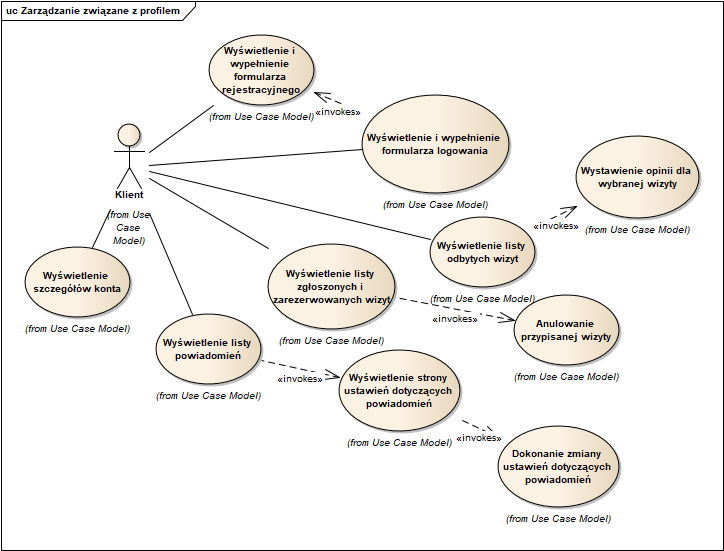 uc Zarządzanie związane z profilem
Wyświetlenie i
wypełnienie
formularza
rejestracyjnego
(from Use Case Model)
«invokes»
Wyświetlenie i wypełnienie
formularza logowania
(from Use Case Model)
Wystawienie opinii dla
wybranej wizyty
(from Use Case Model)
«invokes»
Klient
(from Use
Case
Model)
Wyświetlenie listy
odbytych wizyt
(from Use Case Model)
Wyświetlenie
szczegółów konta
(from Use Case Model)
Wyświetlenie listy
zgłoszonych i
zarezerwowanych wizyt
(from Use Case Model)
«invokes»
Anulowanie
przypisanej wizyty
(from Use Case Model)
Wyświetlenie listy
powiadomień
(from Use Case Model)
«invokes»
Wyświetlenie strony
ustawień dotyczących
powiadomień
(from Use Case Model)
«invokes»
Dokonanie zmiany
ustawień dotyczących
powiadomień
(from Use Case Model)